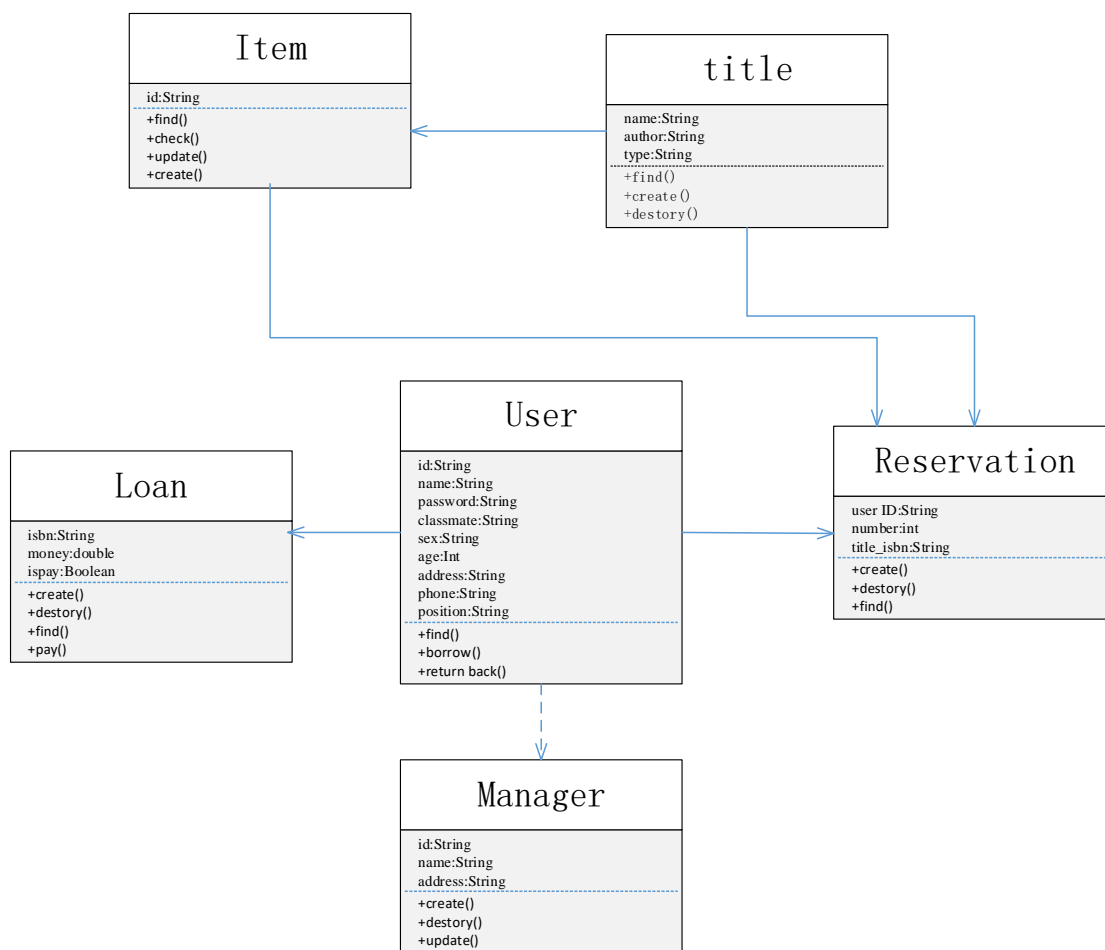 Item
id:String
+find()
+check()
+update()
+create()
title
name:String
author:String
type:String
+find()
+create()
+destory()
User
id:String
name:String
password:String
classmate:String
sex:String
age:Int
address:String
phone:String
position:String
+find()
+borrow()
+return back()
Loan
isbn:String
money:double
ispay:Boolean
+create()
+destory()
+find()
+pay()
Reservation
user ID:String
number:int
title_isbn:String
+create()
+destory()
+find()
Manager
id:String
name:String
address:String
+create()
+destory()
+update()